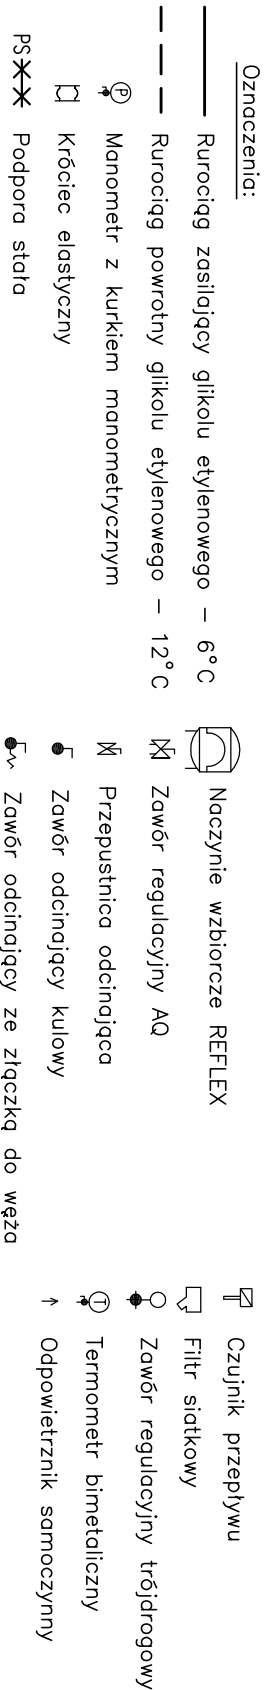 Oznaczenia:
Rurociąg zasilający glikolu etylenowego – 6°C
Rurociąg powrotny glikolu etylenowego – 12°C
P Manometr z kurkiem manometrycznym
Króciec elastyczny
PS Podpora stała
Naczynie wzbiorcze REFLEX
Zawór regulacyjny AQ
Przepustnica odcinająca
Zawór odcinający kulowy
Zawór odcinający ze złączką do węża
Czujnik przepływu
Filtr siatkowy
Zawór regulacyjny trójdrogowy
T Termometr bimetaliczny
Odpowietrznik samoczynny